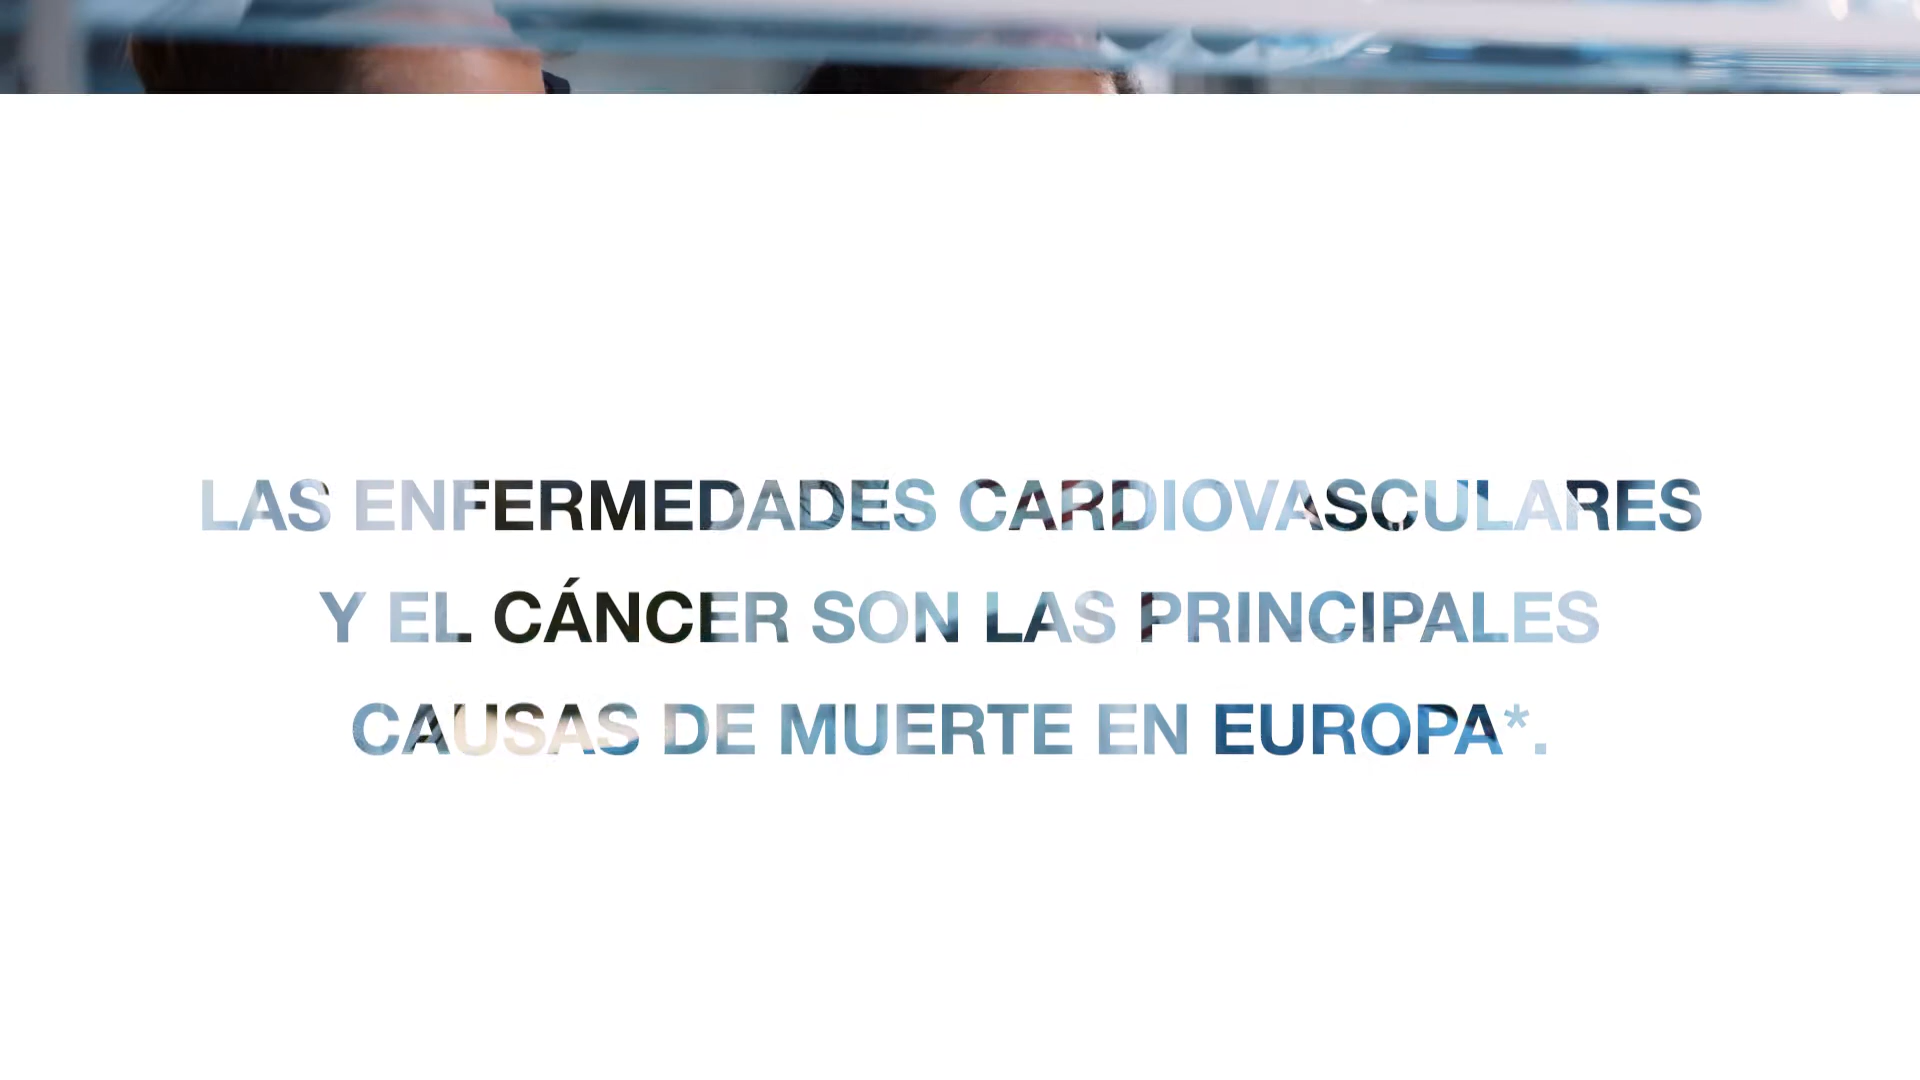 LAS ENFERMEDADES CARDIOVASCULARES
Y EL CÁNCER SON LAS PRINCIPALES
CAUSAS DE MUERTE EN EUROPA*.